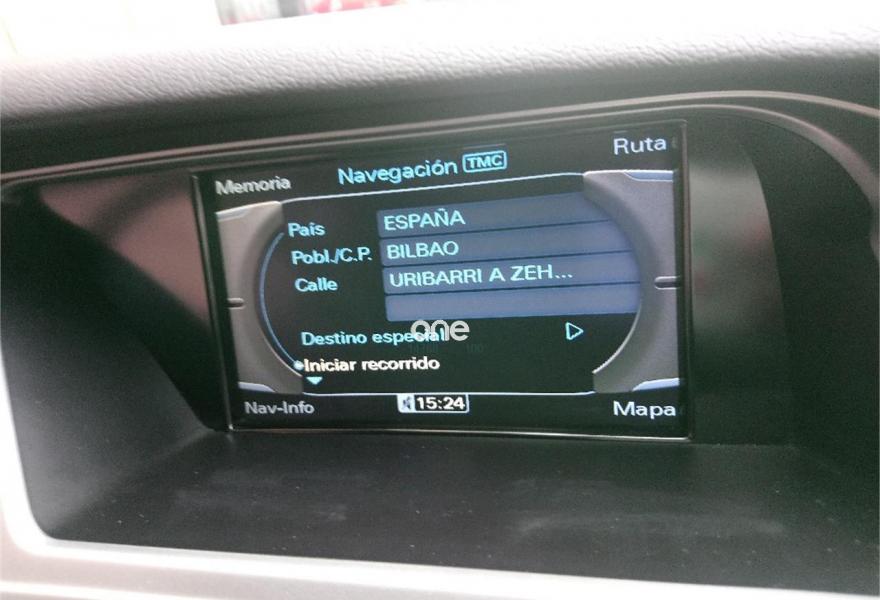 Memoria
Navegación TMC
Ruta
País
ESPAÑA
Pobl./C.P.
BILBAO
Calle
URIBARRI A ZEH...
Destino especial
one
Iniciar recorrido
Nav-Info
15:24
Mapa